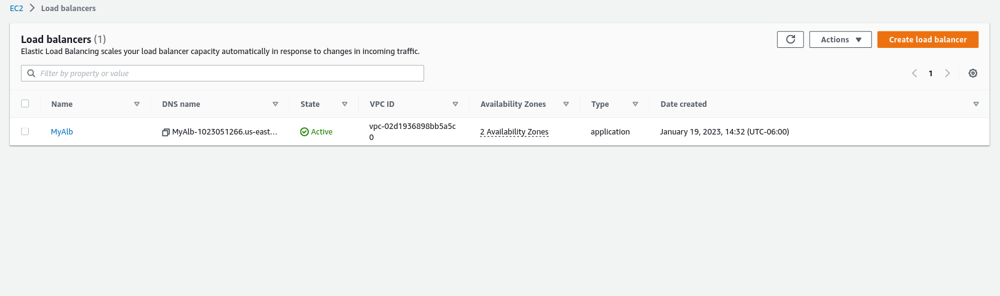 EC2 Load balancers
Load balancers (1)
Elastic Load Balancing scales your load balancer capacity automatically in response to changes in incoming traffic.
Actions
Create load balancer
Filter by property or value
1
Name DNS name State VPC ID Availability Zones Type Date created
MyAlb MyAlb-1023051266.us-east... Active vpc-02d1936898bb5a5c 2 Availability Zones application January 19, 2023, 14:32 (UTC-06:00)
0